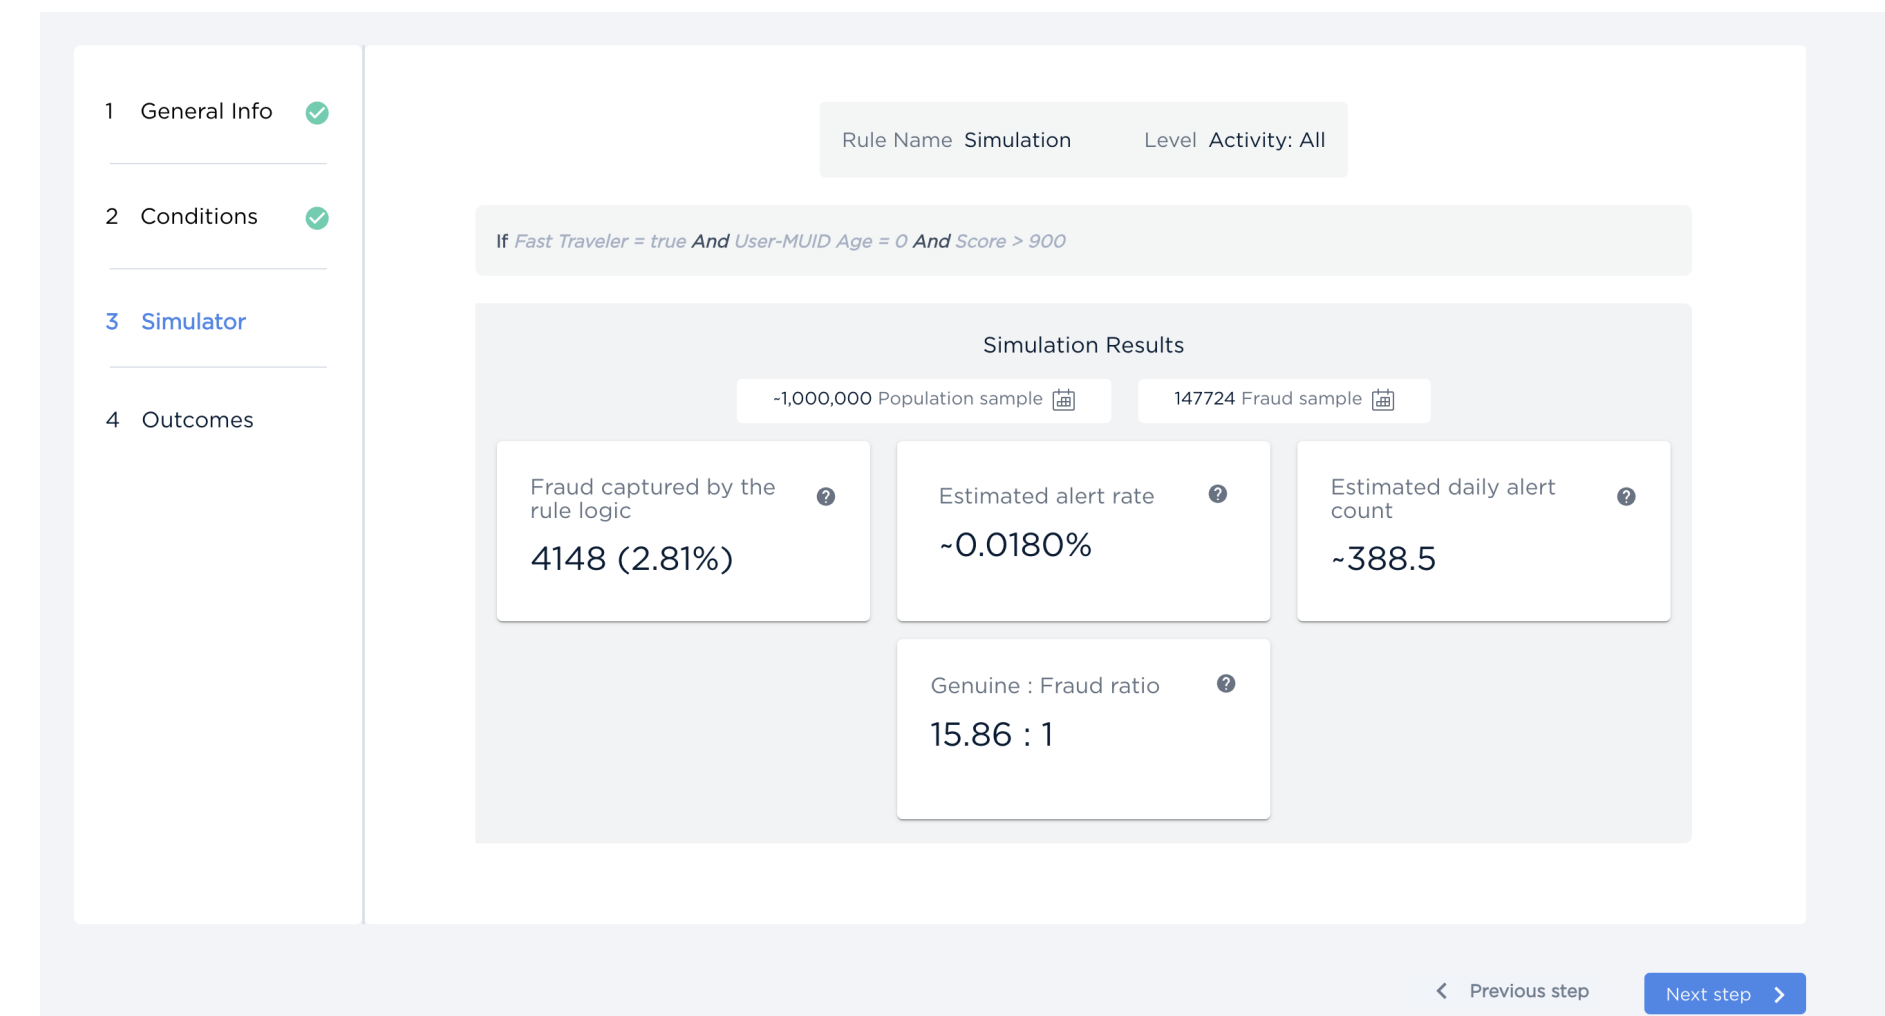 1 General Info
2 Conditions
3 Simulator
4 Outcomes
Rule Name Simulation Level Activity: All
If Fast Traveler = true And User-MUID Age = 0 And Score > 900
Simulation Results
~1,000,000 Population sample
147724 Fraud sample
Fraud captured by the
rule logic
4148 (2.81%)
Estimated alert rate
~0.0180%
Estimated daily alert
count
~388.5
Genuine : Fraud ratio
15.86 : 1
Previous step
Next step